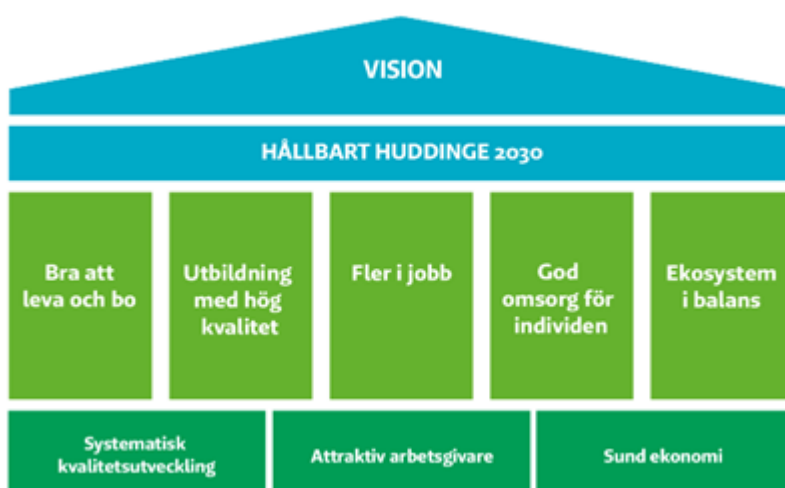 VISION
HÅLLBART HUDDINGE 2030
Bra att
leva och bo
Utbildning
med hög
kvalitet
Fler i jobb
God
omsorg för
individen
Ekosystem
i balans
Systematisk
kvalitetsutveckling
Attraktiv arbetsgivare
Sund ekonomi